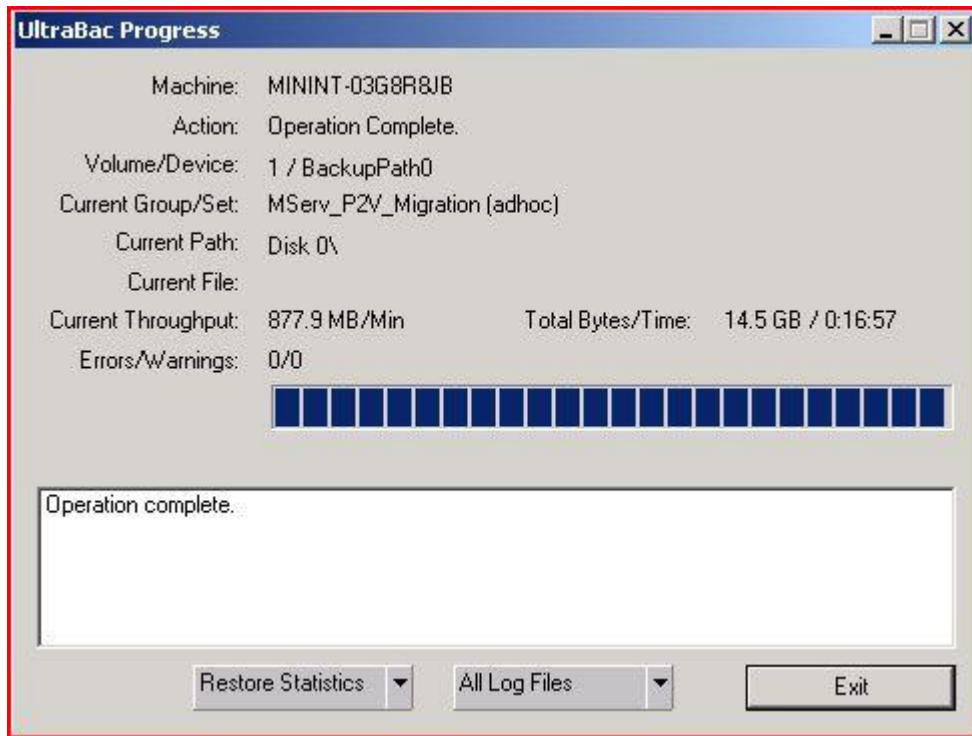 UltraBac Progress
Machine: MININT-03G8R8JB
Action: Operation Complete.
Volume/Device: 1 / BackupPath0
Current Group/Set: MServ_P2V_Migration (adhoc)
Current Path: Disk 0\
Current File:
Current Throughput: 877.9 MB/Min Total Bytes/Time: 14.5 GB / 0:16:57
Errors/Warnings: 0/0
Operation complete.
Restore Statistics All Log Files Exit